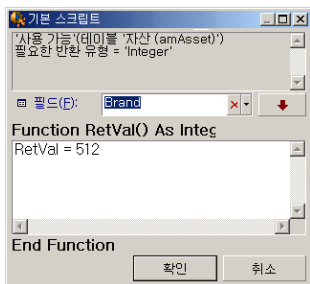 기본 스크립트
'사용 가능'(테이블 '자산 (amAsset)')
필요한 반환 유형 = 'Integer'
필드(F): Brand
Function RetVal() As Integ
RetVal = 512
End Function
확인 취소